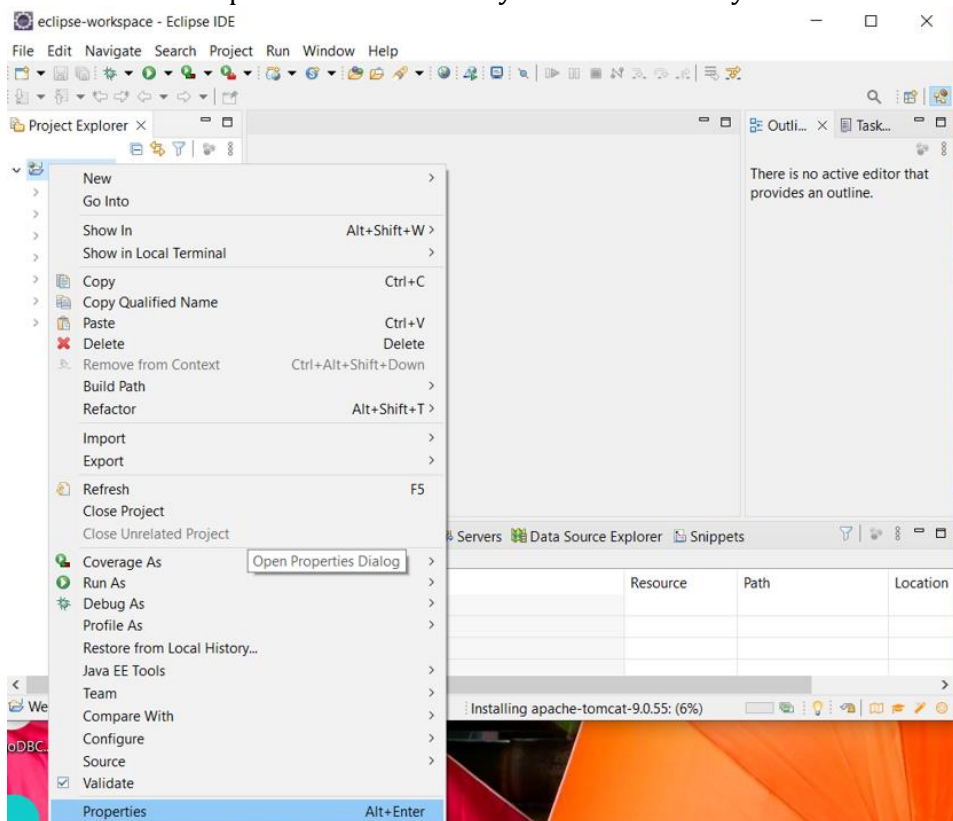 eclipse-workspace - Eclipse IDE
File Edit Navigate Search Project Run Window Help
Project Explorer
Outli...
Task...
There is no active editor that
provides an outline.
New
Go Into
Show In Alt+Shift+W
Show in Local Terminal
Copy Ctrl+C
Copy Qualified Name
Paste Ctrl+V
Delete Delete
Remove from Context Ctrl+Alt+Shift+Down
Build Path
Refactor Alt+Shift+T
Import
Export
Refresh F5
Close Project
Close Unrelated Project
Servers Data Source Explorer Snippets
Coverage As
Open Properties Dialog
Run As
Resource Path Location
Debug As
Profile As
Restore from Local History...
Java EE Tools
Team
We
Installing apache-tomcat-9.0.55: (6%)
Compare With
Configure
oDBC..
Source
Validate
Properties Alt+Enter